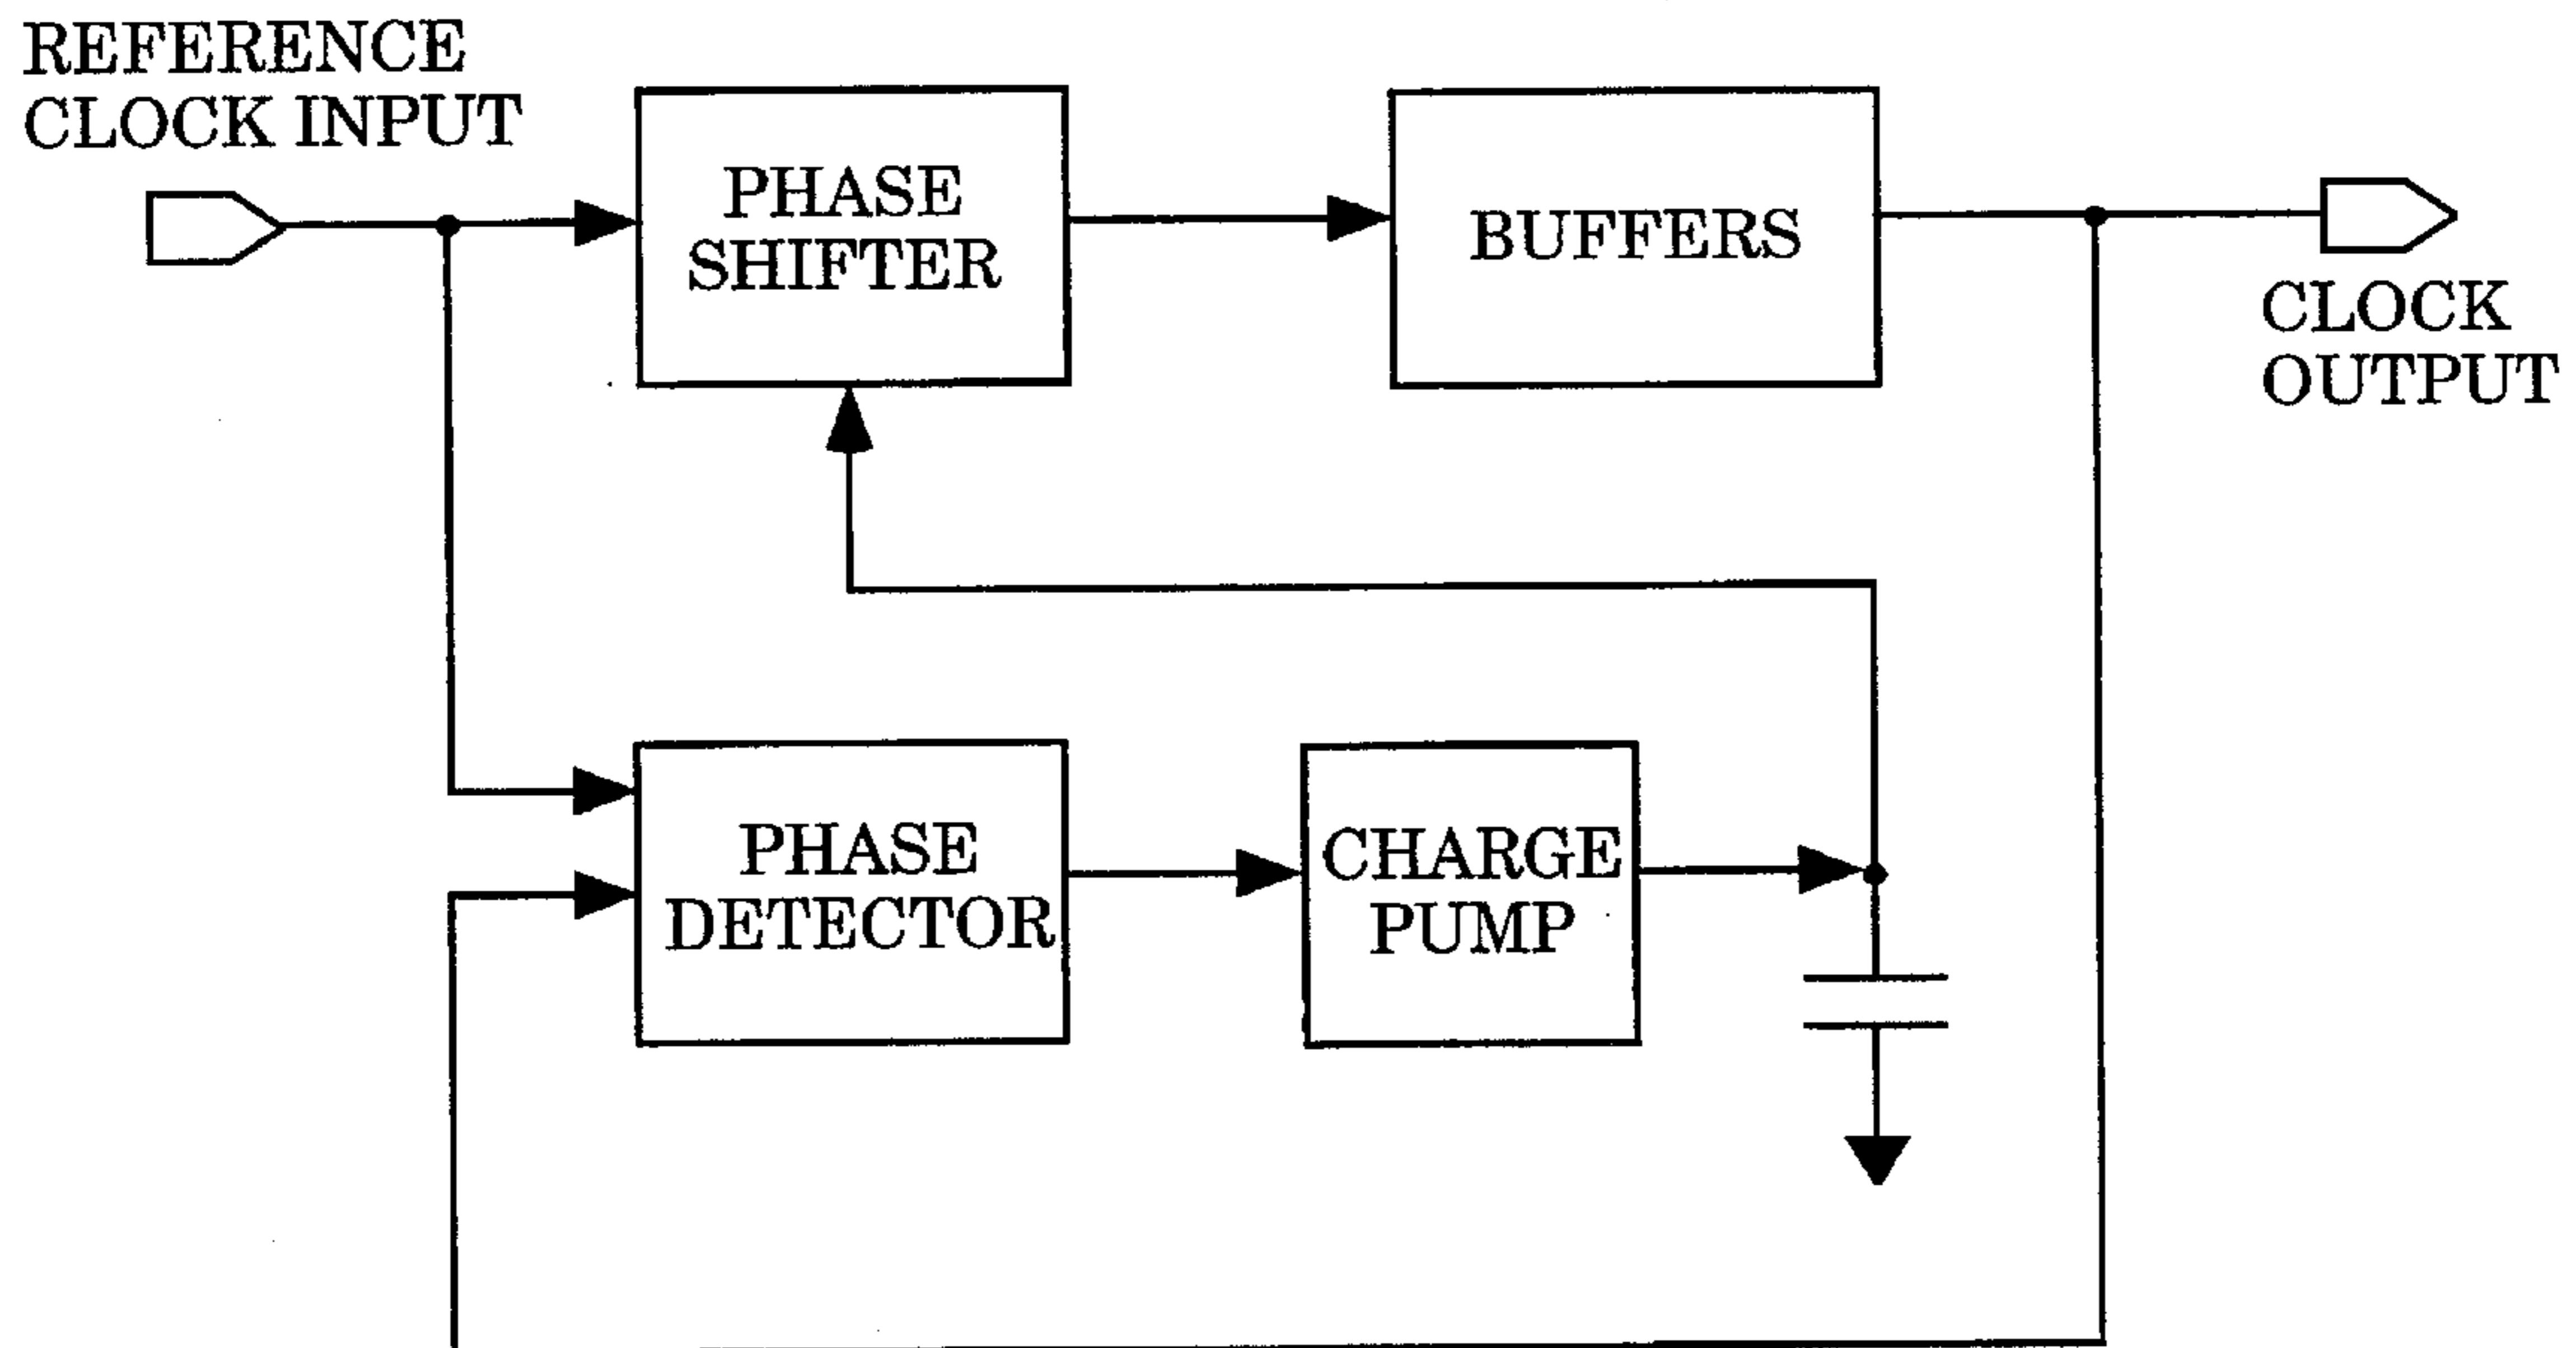 REFERENCE
CLOCK INPUT
PHASE
SHIFTER
BUFFERS
CLOCK
OUTPUT
PHASE
DETECTOR
CHARGE
PUMP